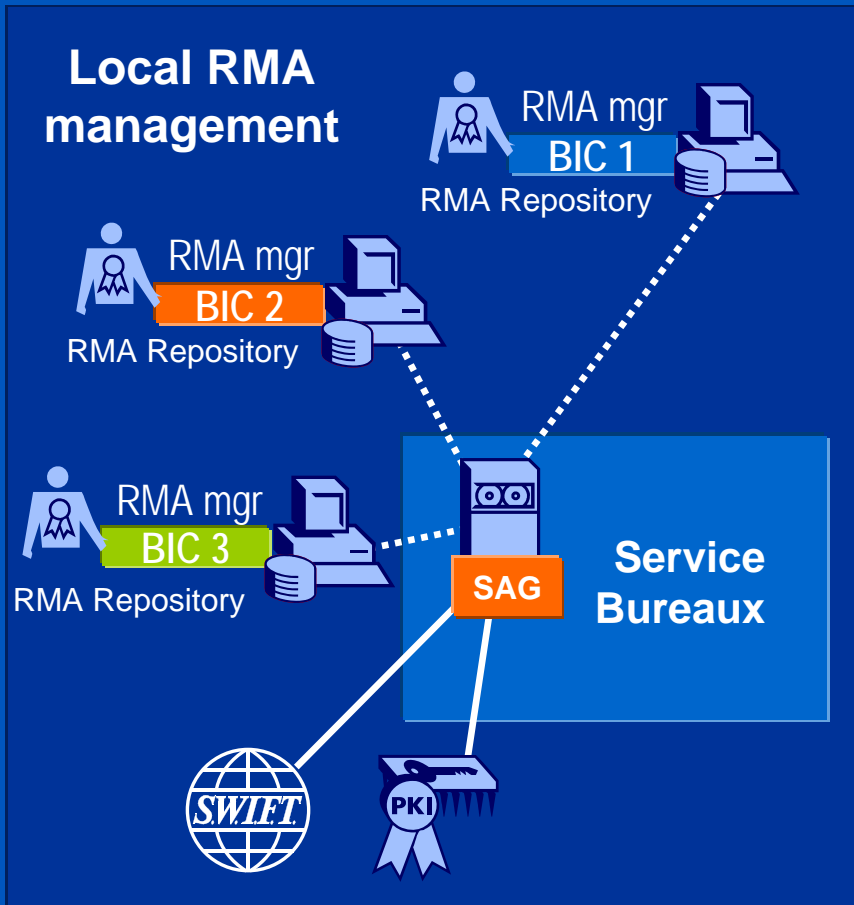 Local RMA
management
RMA mgr
BIC 1
RMA Repository
RMA mgr
BIC 2
RMA Repository
RMA mgr
BIC 3
RMA Repository
SAG
Service
Bureaux
S.W.I.F.T.
PKI